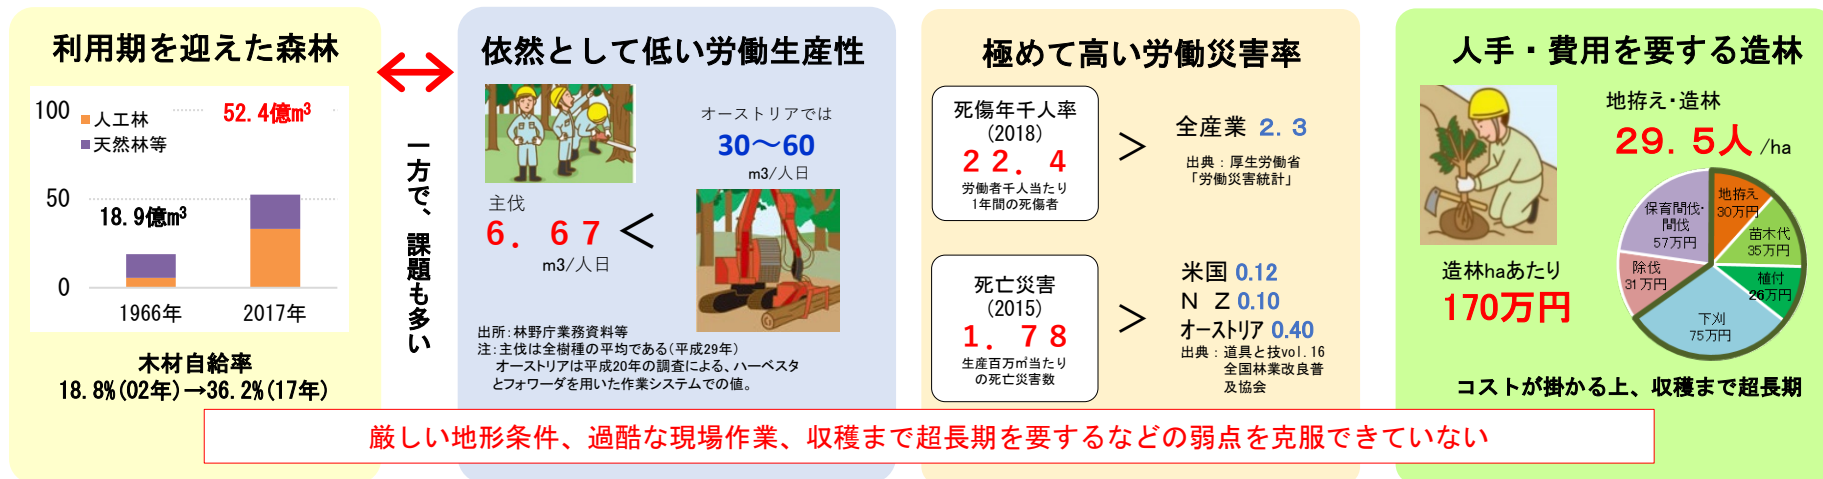 利用期を迎えた森林
100
人工林
天然林等
52.4億m³
50
18.9億m³
0
1966年
2017年
木材自給率
18.8%(02年)→36.2%(17年)
一方で、課題も多い
依然として低い労働生産性
オーストリアでは
30～60
m3/人日
主伐
6. 67
<
m3/人日
出所:林野庁業務資料等
注:主伐は全樹種の平均である(平成29年)
オーストリアは平成20年の調査による、ハーベスタ
とフォワーダを用いた作業システムでの値。
極めて高い労働災害率
死傷年千人率
(2018)
22. 4
労働者千人当たり
1年間の死傷者
>
全産業 2. 3
出典:厚生労働省
「労働災害統計」
死亡災害
(2015)
1. 78
生産百万㎥当たり
の死亡災害数
>
米国 0.12
N Z 0.10
オーストリア 0.40
出典:道具と技vol.16
全国林業改良普
及協会
人手・費用を要する造林
地拵え・造林
29. 5人 /ha
造林haあたり
170万円
地拵え
30万円
苗木代
35万円
植付
26万円
下刈
75万円
除伐
31万円
保育間伐・
間伐
57万円
コストが掛かる上、収穫まで超長期
厳しい地形条件、過酷な現場作業、収穫まで超長期を要するなどの弱点を克服できていない